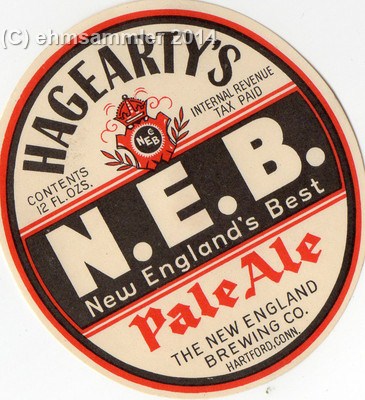 (C) ehmsammler 2014
HAGEARTY'S
INTERNAL REVENUE
TAX PAID
N E B C
CONTENTS
12 FL. OZS.
N.E.B.
New England's Best
Pale Ale
THE NEW ENGLAND
BREWING CO.
HARTFORD, CONN.